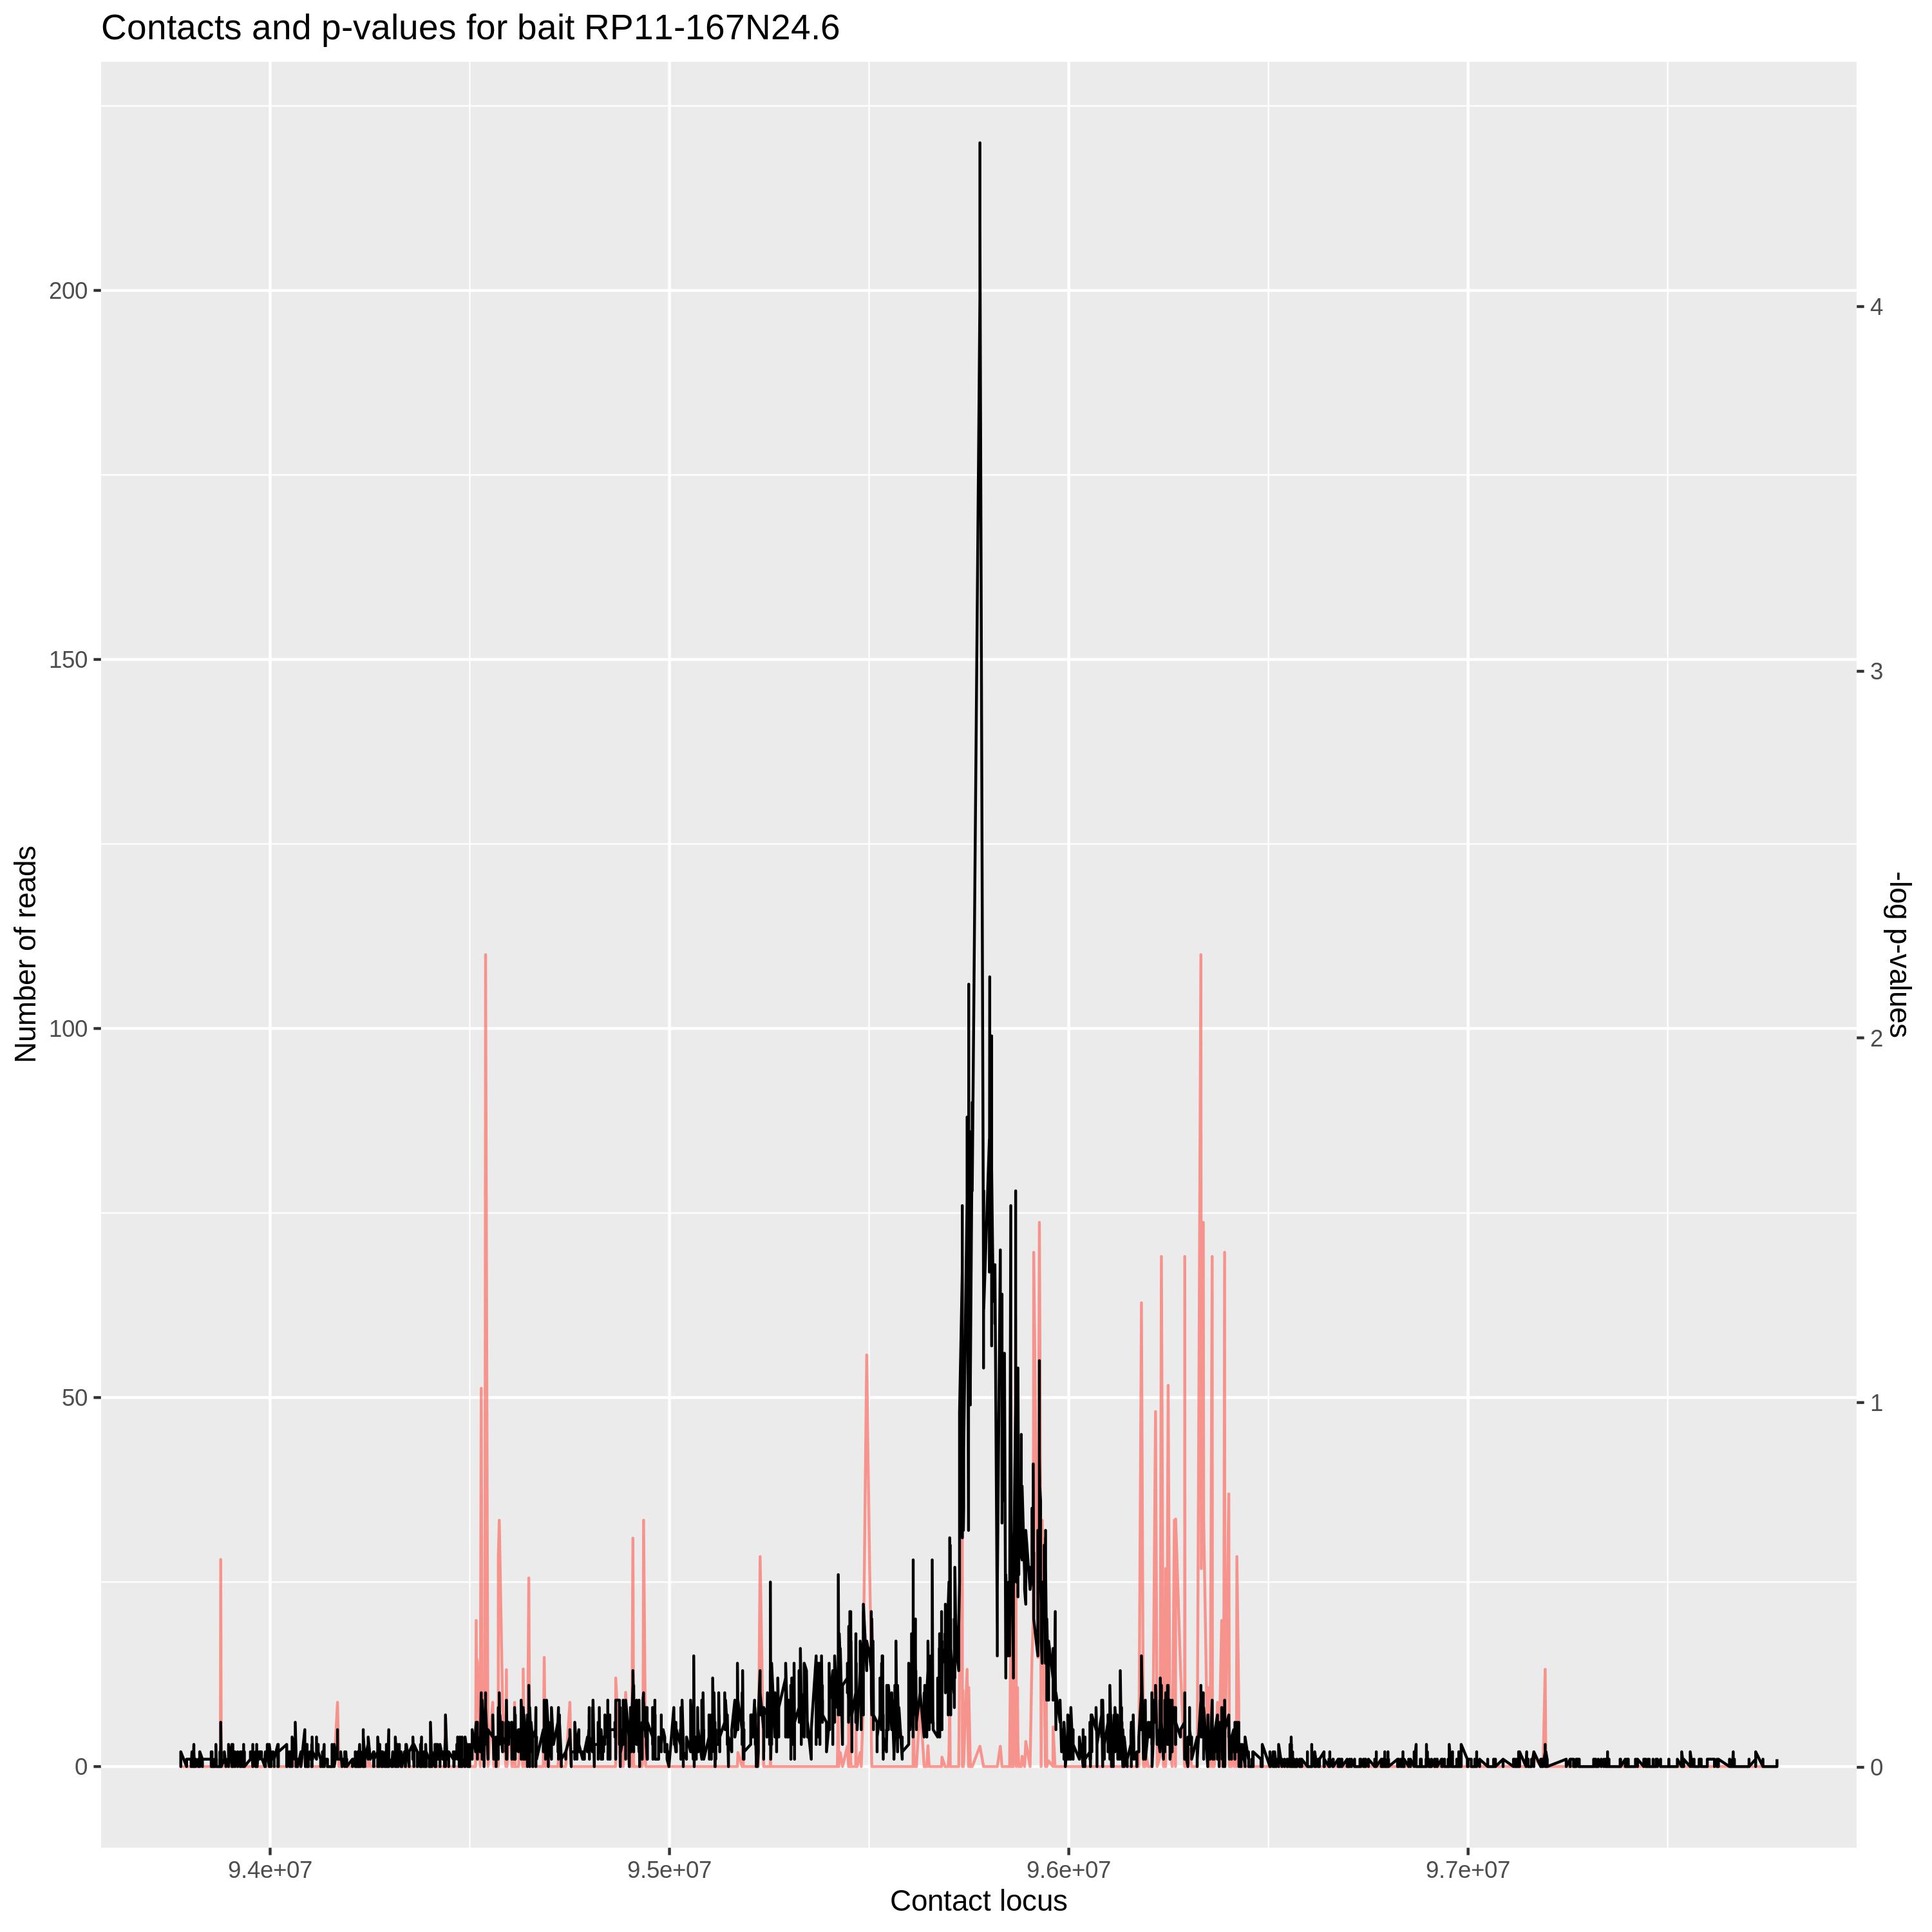 Contacts and p-values for bait RP11-167N24.6
200
150
100
50
0
Number of reads
4
3
2
1
0
-log p-values
9.4e+07
9.5e+07
9.6e+07
9.7e+07
Contact locus